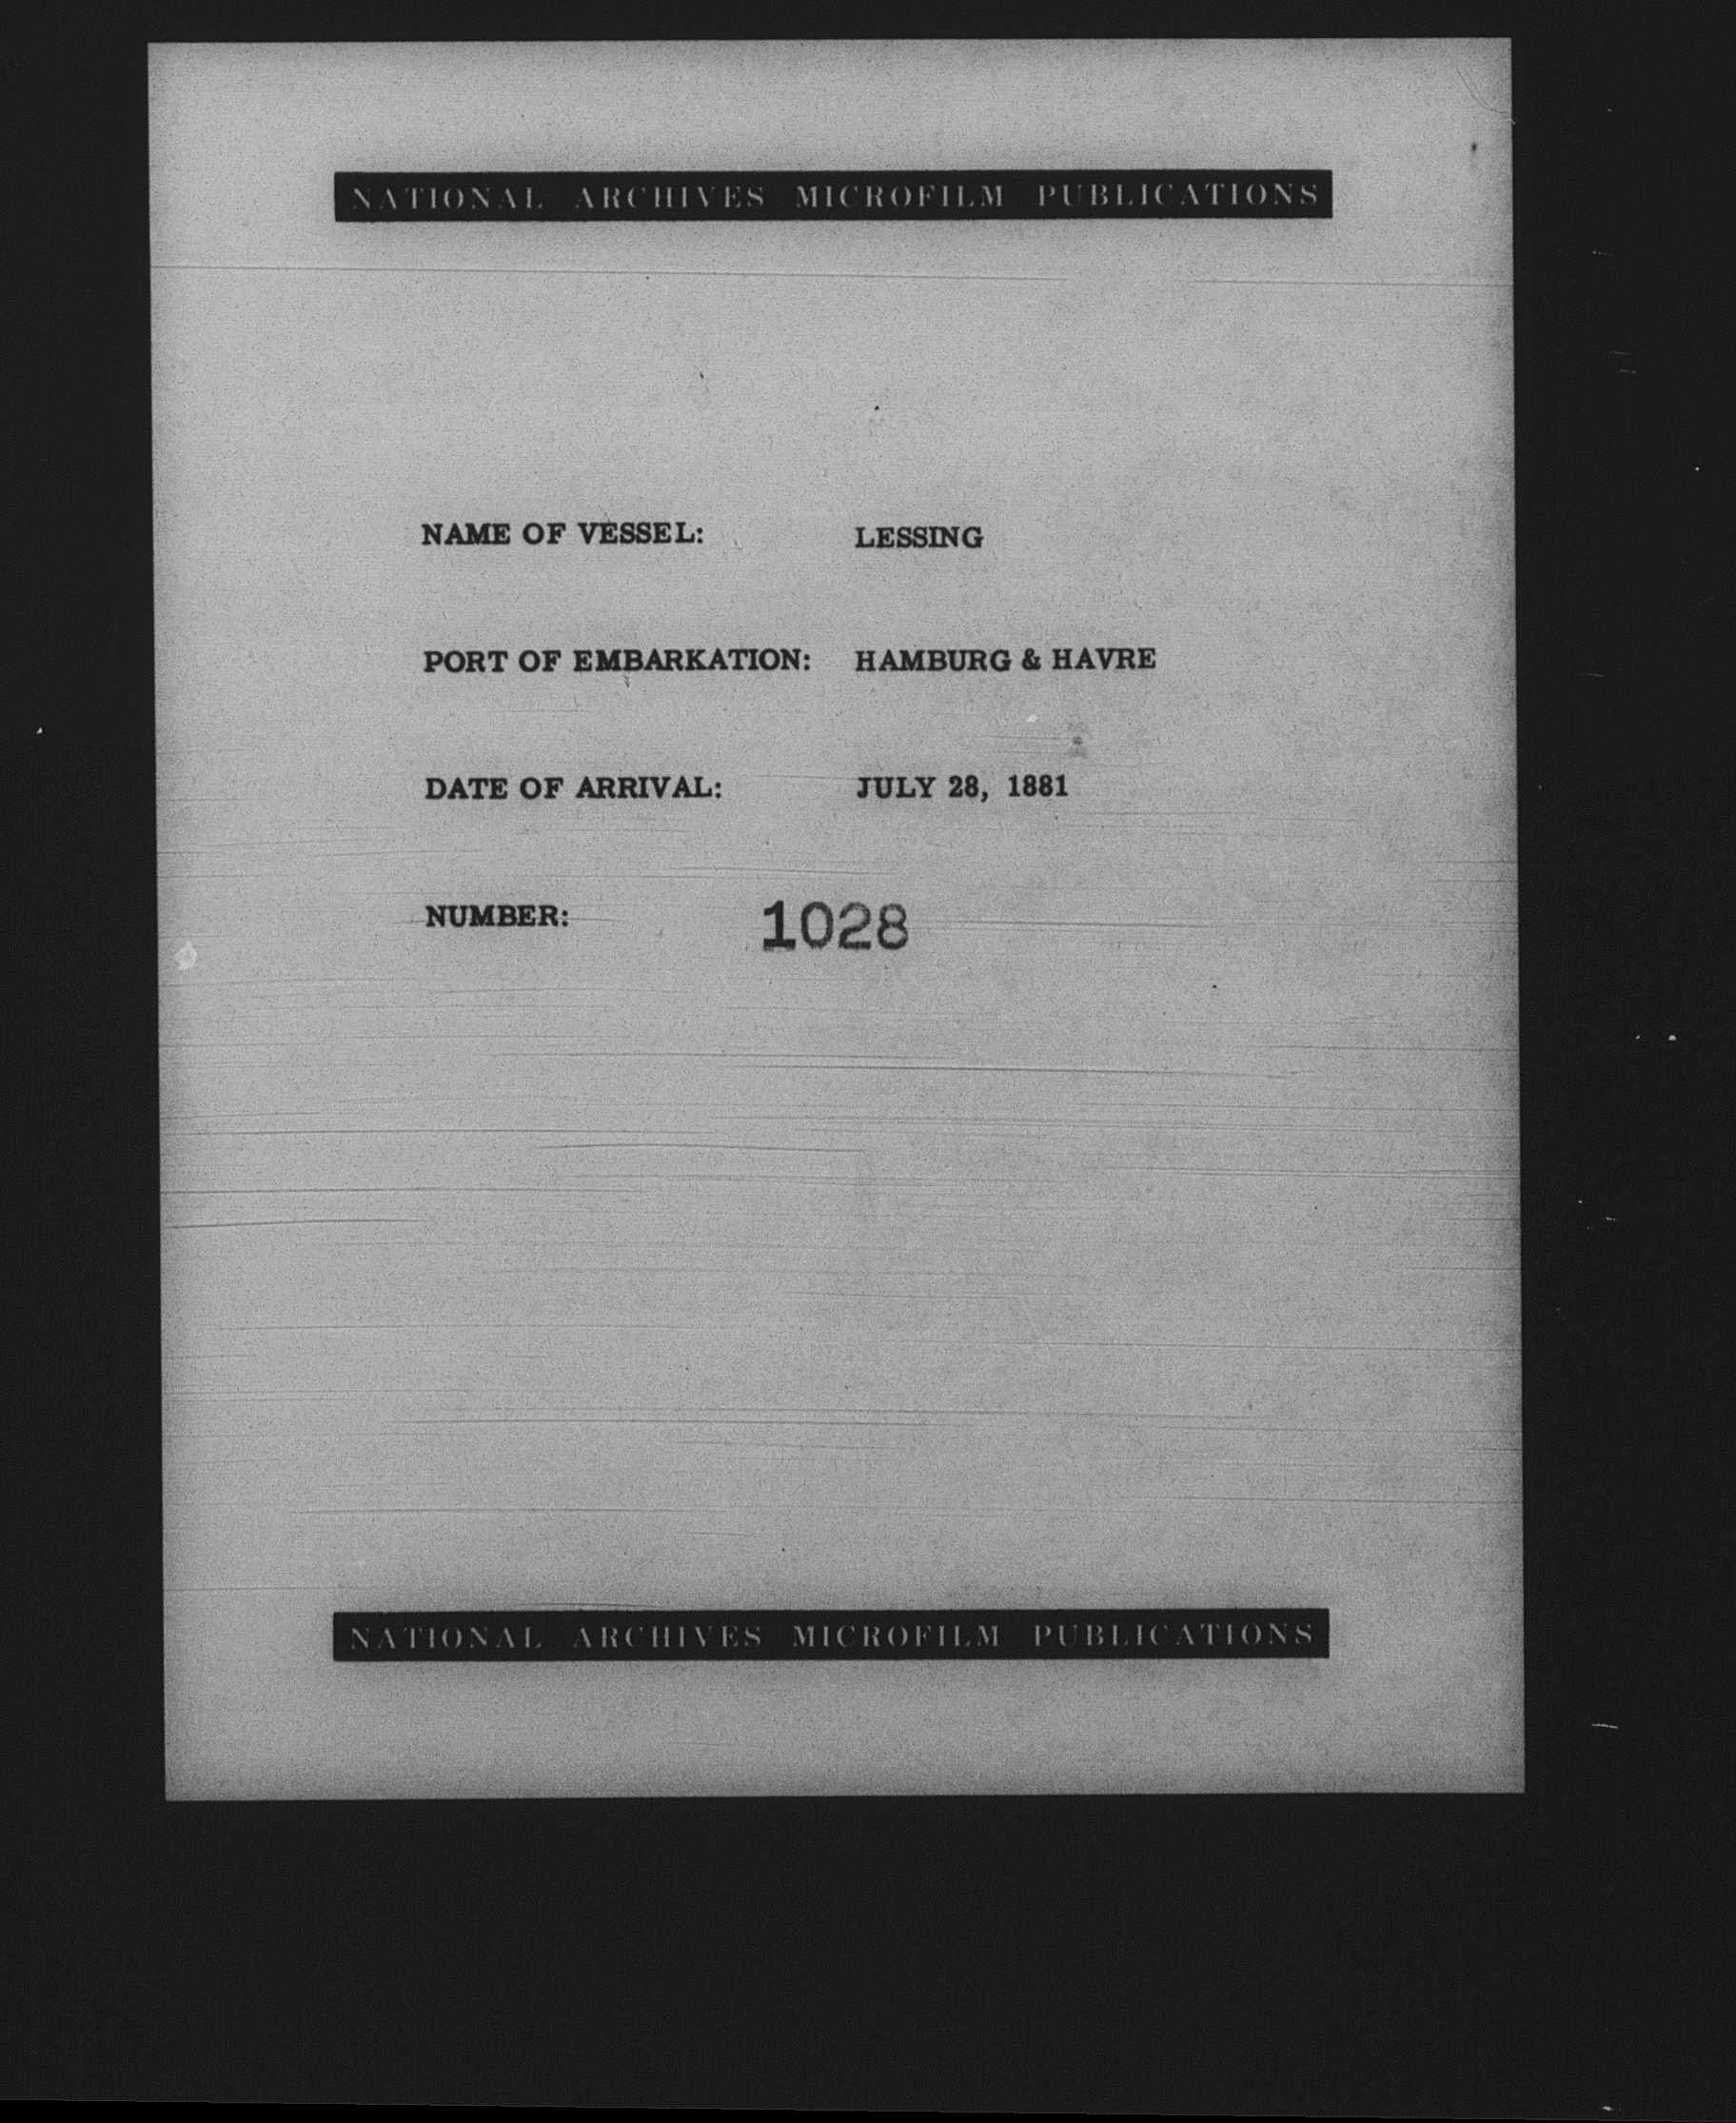 NATIONAL ARCHIVES MICROFILM PUBLICATIONS
NAME OF VESSEL: LESSING
PORT OF EMBARKATION: HAMBURG & HAVRE
DATE OF ARRIVAL: JULY 28, 1881
NUMBER: 1028
NATIONAL ARCHIVES MICROFILM PUBLICATIONS